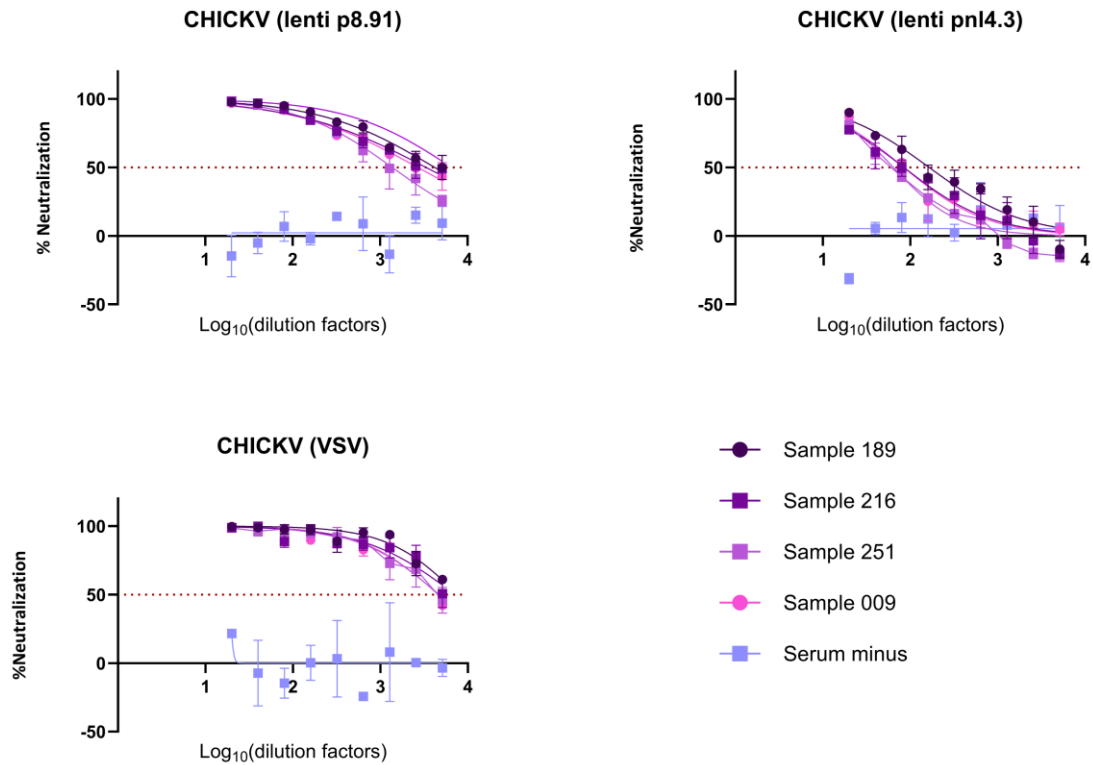 CHICKV (lenti p8.91)
% Neutralization
100
50
0
-50
1
2
3
4
Log10(dilution factors)
CHICKV (lenti pnl4.3)
%Neutralization
100
50
0
-50
1
2
3
4
Log10(dilution factors)
CHICKV (VSV)
%Neutralization
100
50
0
-50
1
2
3
4
Log10(dilution factors)
Sample 189
Sample 216
Sample 251
Sample 009
Serum minus